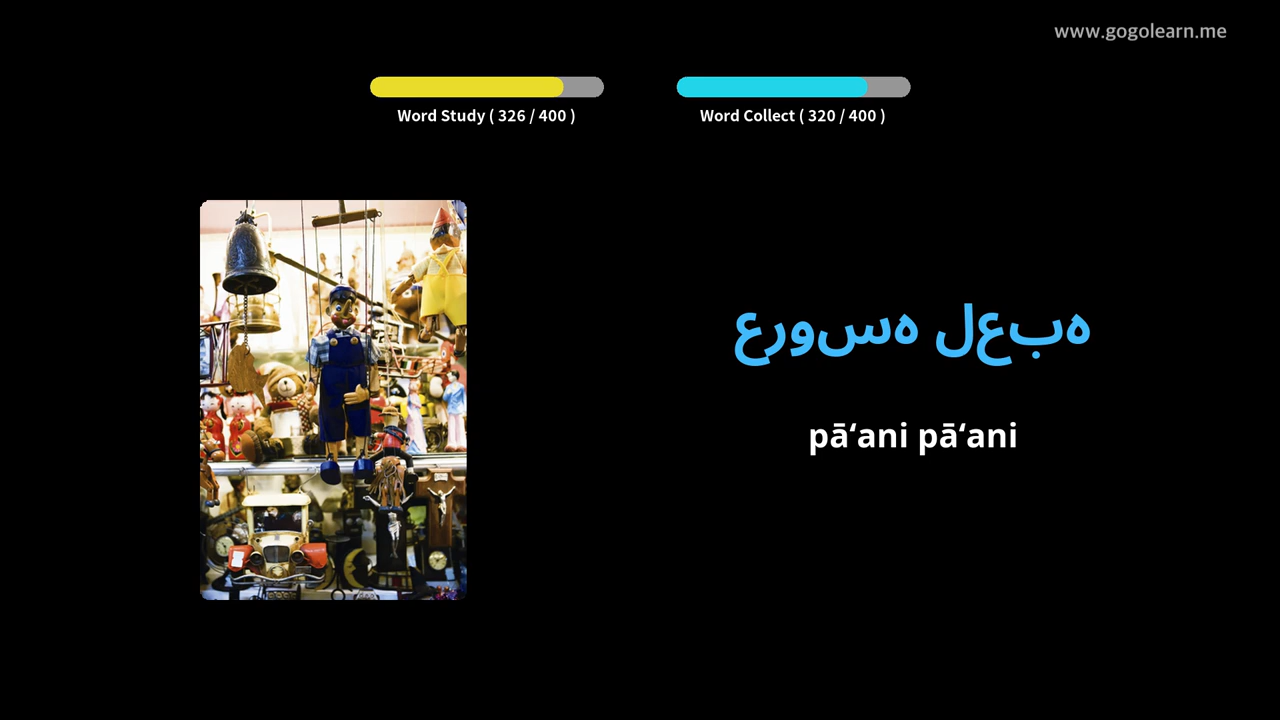 www.gogolearn.me
Word Study ( 326 / 400 )
Word Collect ( 320 / 400 )
عروسه لعبه
pāʻani pāʻani